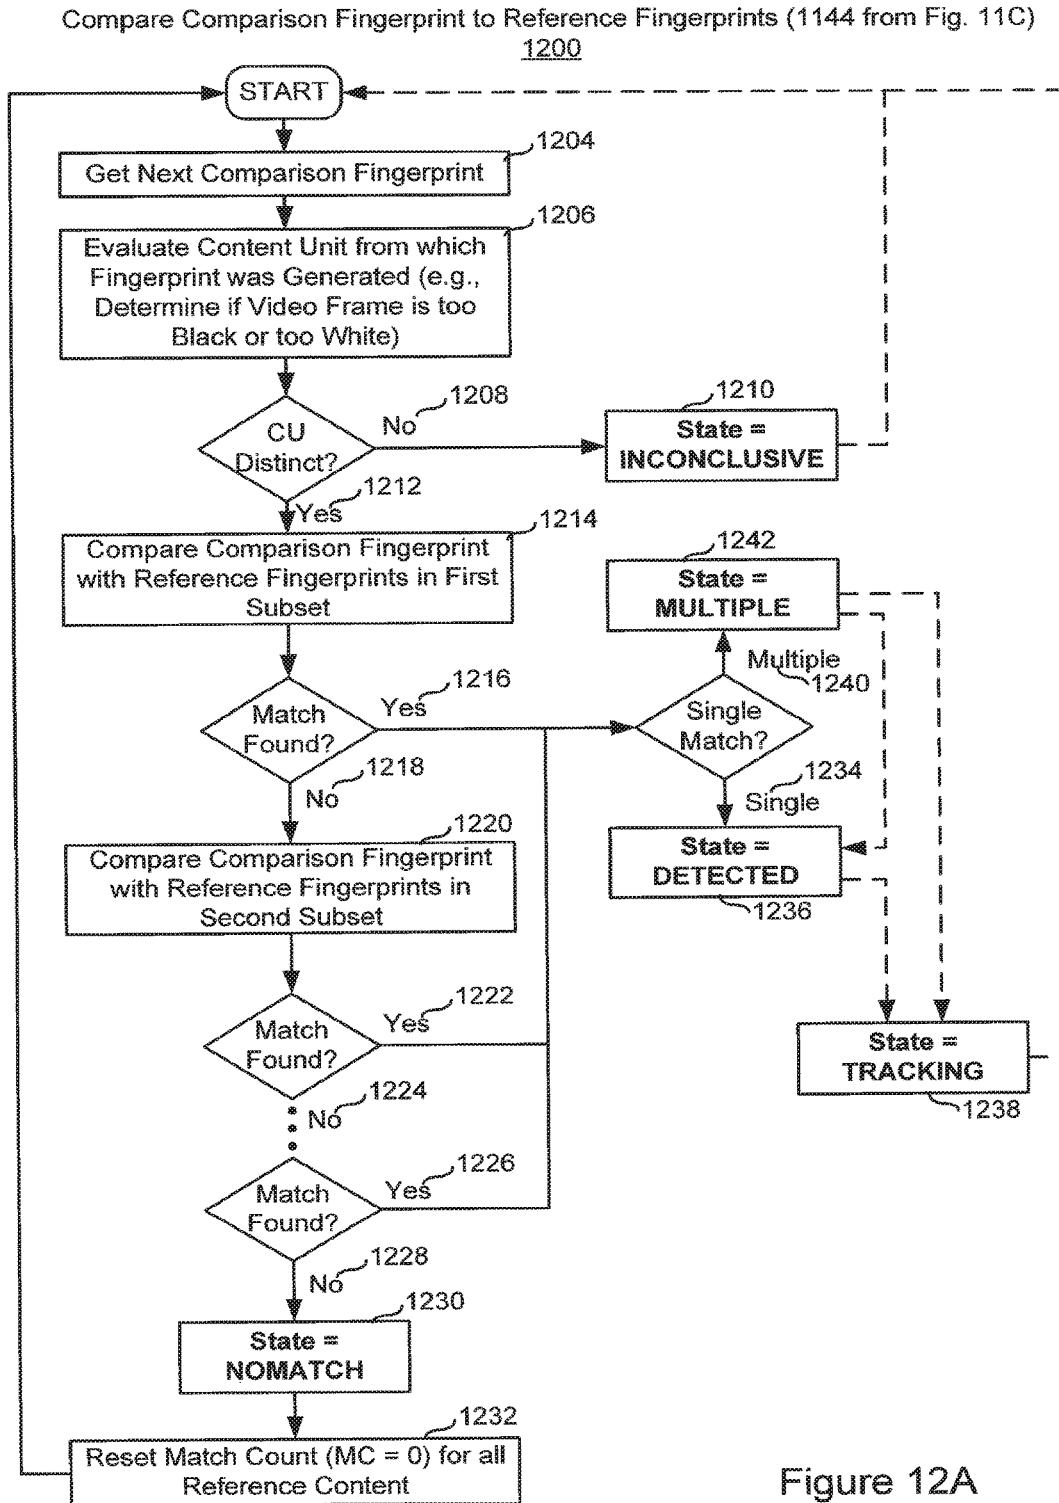 Compare Comparison Fingerprint to Reference Fingerprints (1144 from Fig. 11C)
1200
START
1204
Get Next Comparison Fingerprint
1206
Evaluate Content Unit from which
Fingerprint was Generated (e.g.,
Determine if Video Frame is too
Black or too White)
1208
No
CU
Distinct?
1210
State =
INCONCLUSIVE
1212
Yes
1214
Compare Comparison Fingerprint
with Reference Fingerprints in First
Subset
1242
State =
MULTIPLE
Multiple
1240
1216
Yes
Match
Found?
Single
Match?
1218
No
1234
Single
1220
Compare Comparison Fingerprint
with Reference Fingerprints in
Second Subset
State =
DETECTED
1236
1222
Yes
Match
Found?
State =
TRACKING
1238
1224
No
1226
Yes
Match
Found?
1228
No
1230
State =
NOMATCH
1232
Reset Match Count (MC = 0) for all
Reference Content
Figure 12A